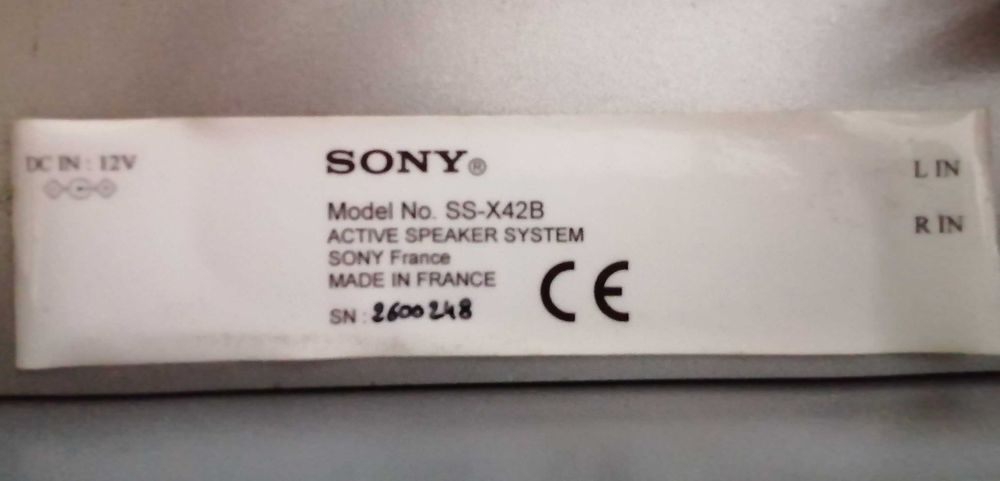 DC IN : 12V
SONY®
Model No. SS-X42B
ACTIVE SPEAKER SYSTEM
SONY France
MADE IN FRANCE
SN : 2600248
CE
L IN
R IN